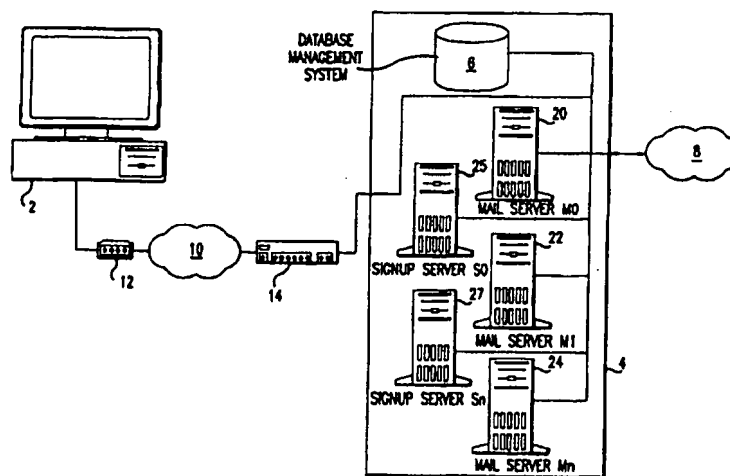 DATABASE
MANAGEMENT
SYSTEM
6
20
8
25
MAIL SERVER M0
2
10
22
12
14
SIGNUP SERVER S0
27
MAIL SERVER M1
24
4
SIGNUP SERVER Sn
MAIL SERVER Mn